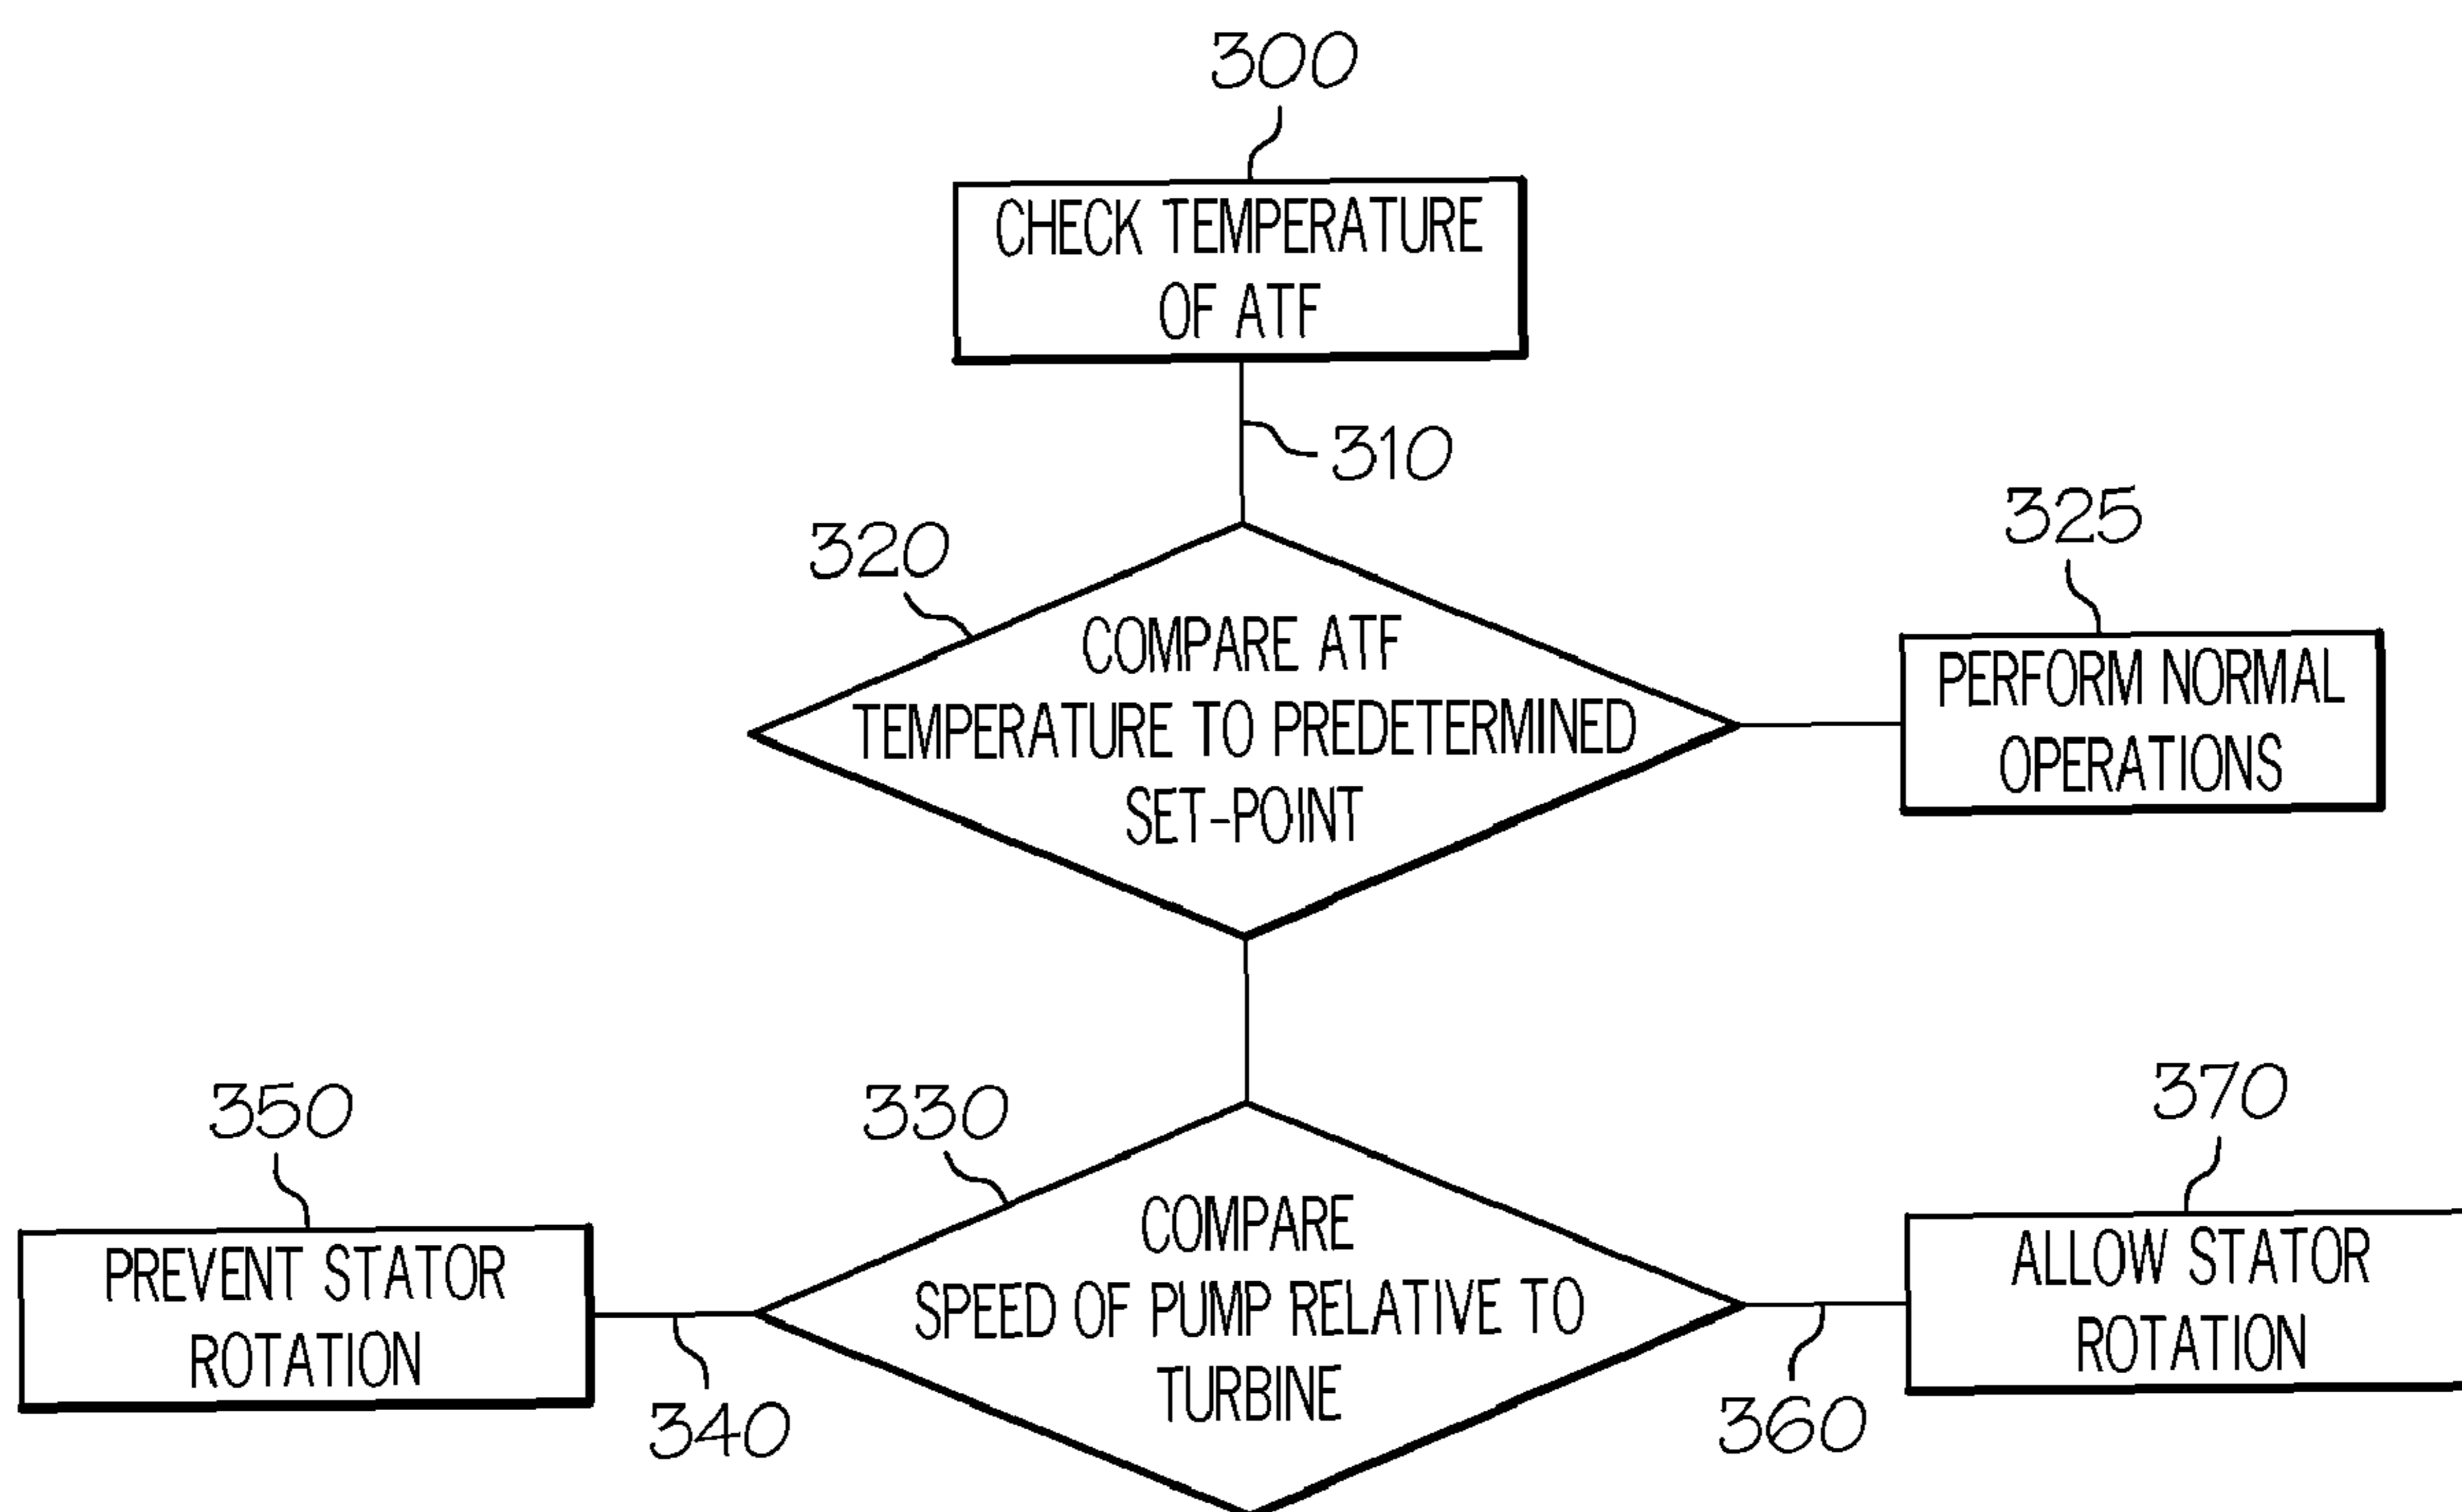 300
CHECK TEMPERATURE
OF ATF
310
320
COMPARE ATF
TEMPERATURE TO PREDETERMINED
SET-POINT
325
PERFORM NORMAL
OPERATIONS
330
COMPARE
SPEED OF PUMP RELATIVE TO
TURBINE
350
PREVENT STATOR
ROTATION
340
370
ALLOW STATOR
ROTATION
360